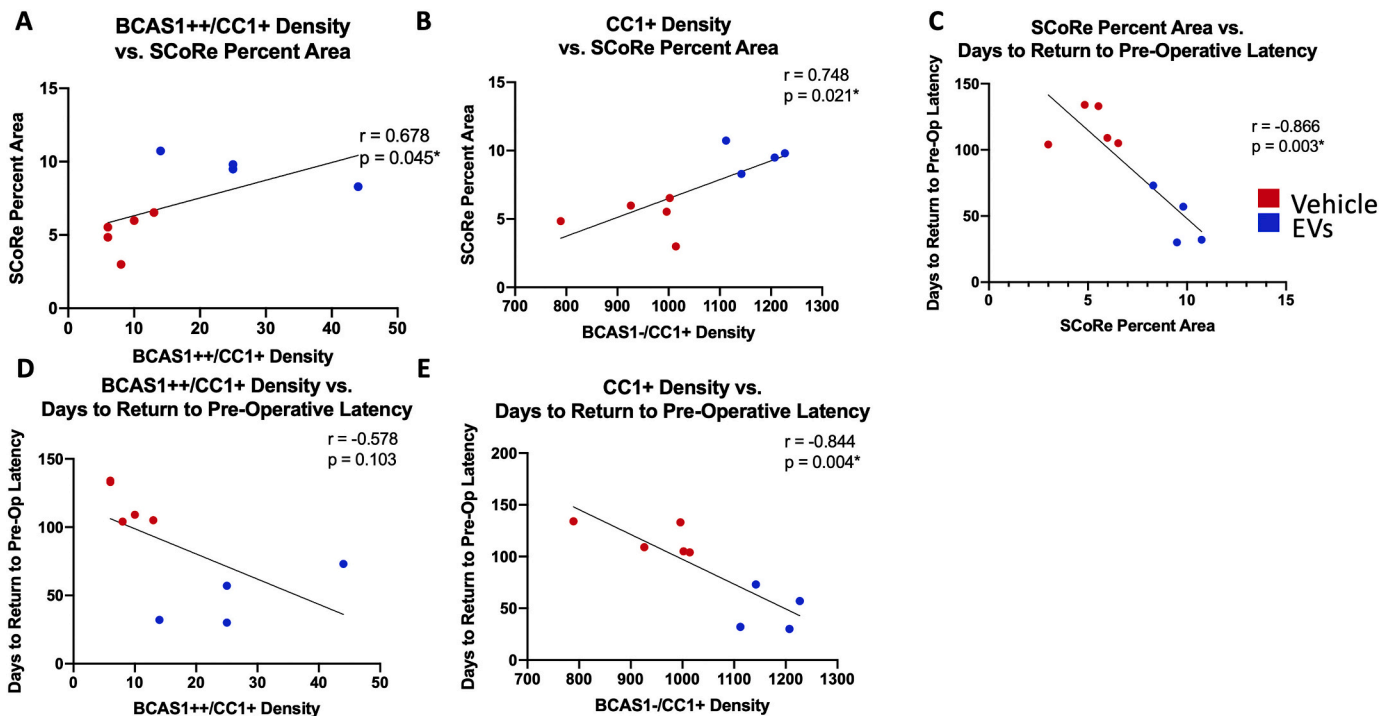 A
BCAS1++/CC1+ Density
vs. SCoRe Percent Area
SCoRe Percent Area
15
10
5
0
0 10 20 30 40 50
BCAS1++/CC1+ Density
r = 0.678
p = 0.045*
B
CC1+ Density
vs. SCoRe Percent Area
SCoRe Percent Area
15
10
5
0
700 800 900 1000 1100 1200 1300
BCAS1-/CC1+ Density
r = 0.748
p = 0.021*
C
SCoRe Percent Area vs.
Days to Return to Pre-Operative Latency
Days to Return to Pre-Op Latency
150
100
50
0
0 5 10 15
SCoRe Percent Area
r = -0.866
p = 0.003*
Vehicle
EVs
D
BCAS1++/CC1+ Density vs.
Days to Return to Pre-Operative Latency
Days to Return to Pre-Op Latency
150
100
50
0
0 10 20 30 40 50
BCAS1++/CC1+ Density
r = -0.578
p = 0.103
E
CC1+ Density vs.
Days to Return to Pre-Operative Latency
Days to Return to Pre-Op Latency
200
150
100
50
0
700 800 900 1000 1100 1200 1300
BCAS1-/CC1+ Density
r = -0.844
p = 0.004*